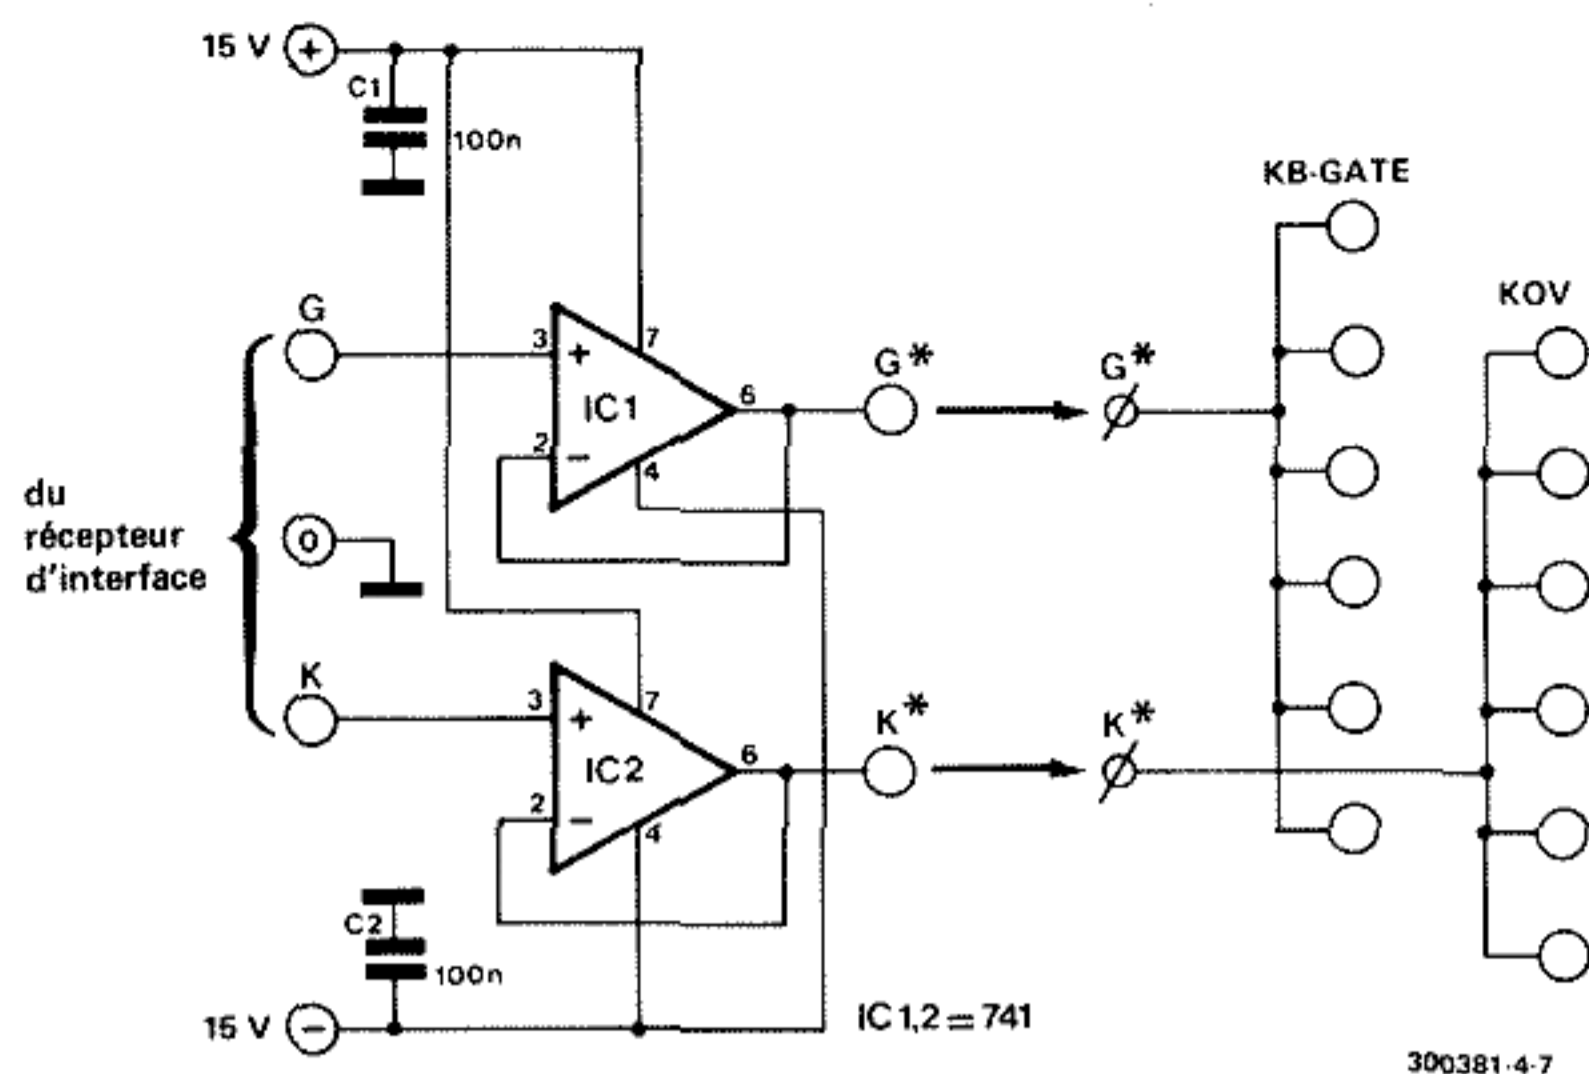 15 V +
C1
100n
KB-GATE
KOV
G
3 + 7
IC1 6
2 − 4
G* G*
du
récepteur
d'interface
0
K
3 + 7
IC2 6
2 − 4
K* K*
C2
100n
15 V −
IC1,2 = 741
300381-4-7